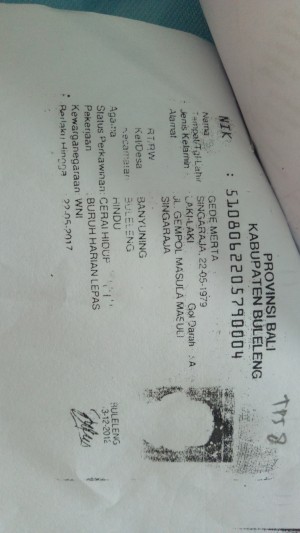 TPS 8
PROVINSI BALI
KABUPATEN BULELENG
NIK : 5108062205790004
Nama GEDE MERTA
Tempat/Tgl Lahir SINGARAJA, 22-05-1979
Jenis Kelamin LAKI-LAKI Gol Darah : A
Alamat JL GEMPOL MASULA MASULI
SINGARAJA
RT/RW
Kel/Desa BANYUNING
Kecamatan BULELENG
Agama HINDU
Status Perkawinan: CERAI HIDUP
Pekerjaan BURUH HARIAN LEPAS
Kewarganegaraan WNI
Berlaku Hingga 22-05-2017
BULELENG
3-12-2012